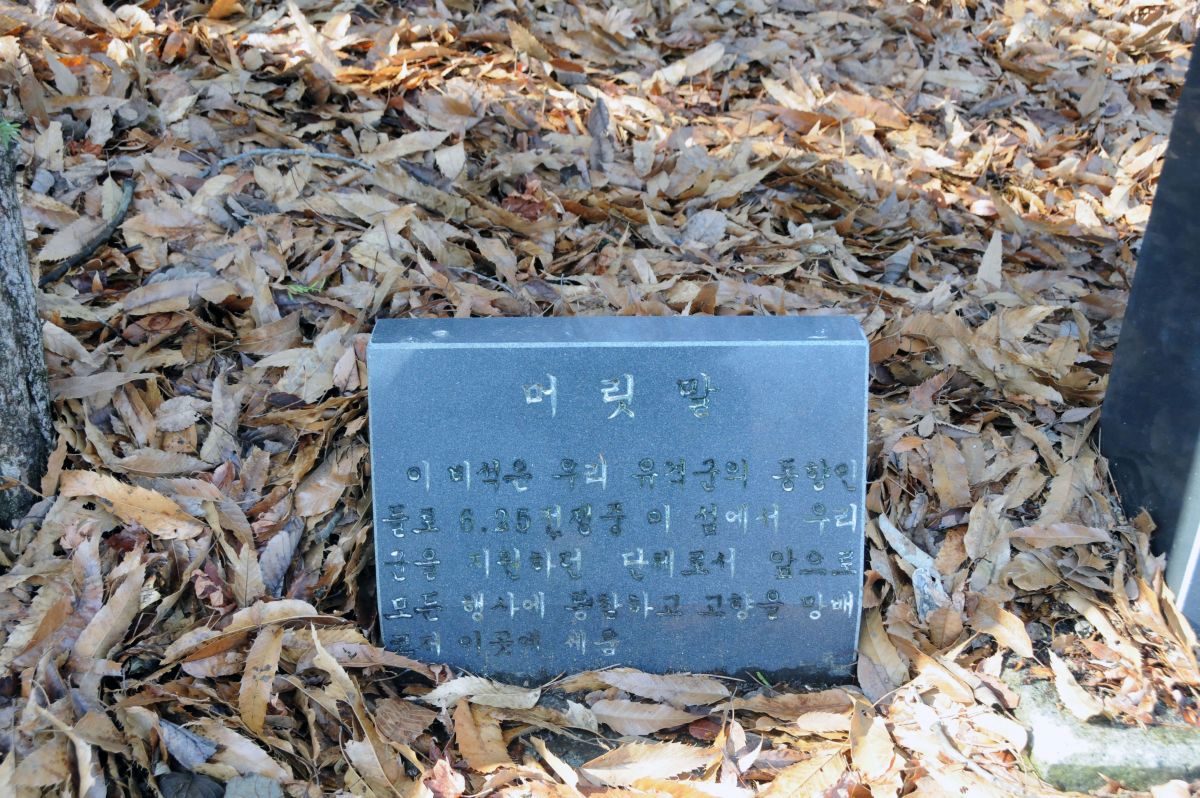 머릿말
이 비석은 우리 유격군의 동향인
들로 6.25전쟁중 이 섬에서 우리
군을 지원하던 단체로서 앞으로
모든 행사에 동참하고 고향을 망배
이곳에 세움